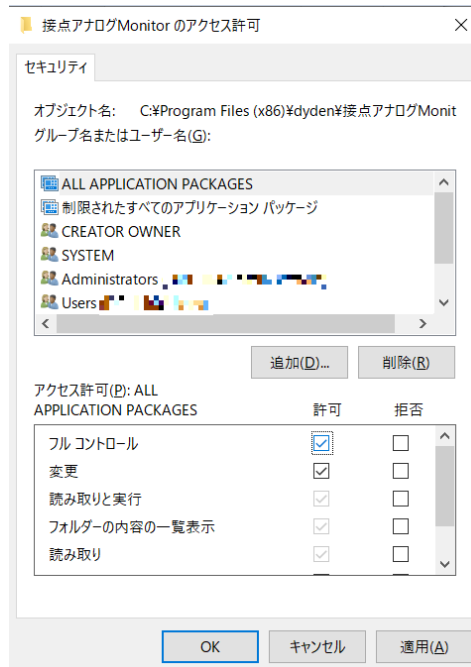 接点アナログMonitor のアクセス許可
セキュリティ
オブジェクト名: C:¥Program Files (x86)¥dyden¥接点アナログMonit
グループ名またはユーザー名(G):
ALL APPLICATION PACKAGES
制限されたすべてのアプリケーション パッケージ
CREATOR OWNER
SYSTEM
Administrators
Users
追加(D)...
削除(R)
アクセス許可(P): ALL
APPLICATION PACKAGES 許可 拒否
フル コントロール
変更
読み取りと実行
フォルダーの内容の一覧表示
読み取り
OK キャンセル 適用(A)